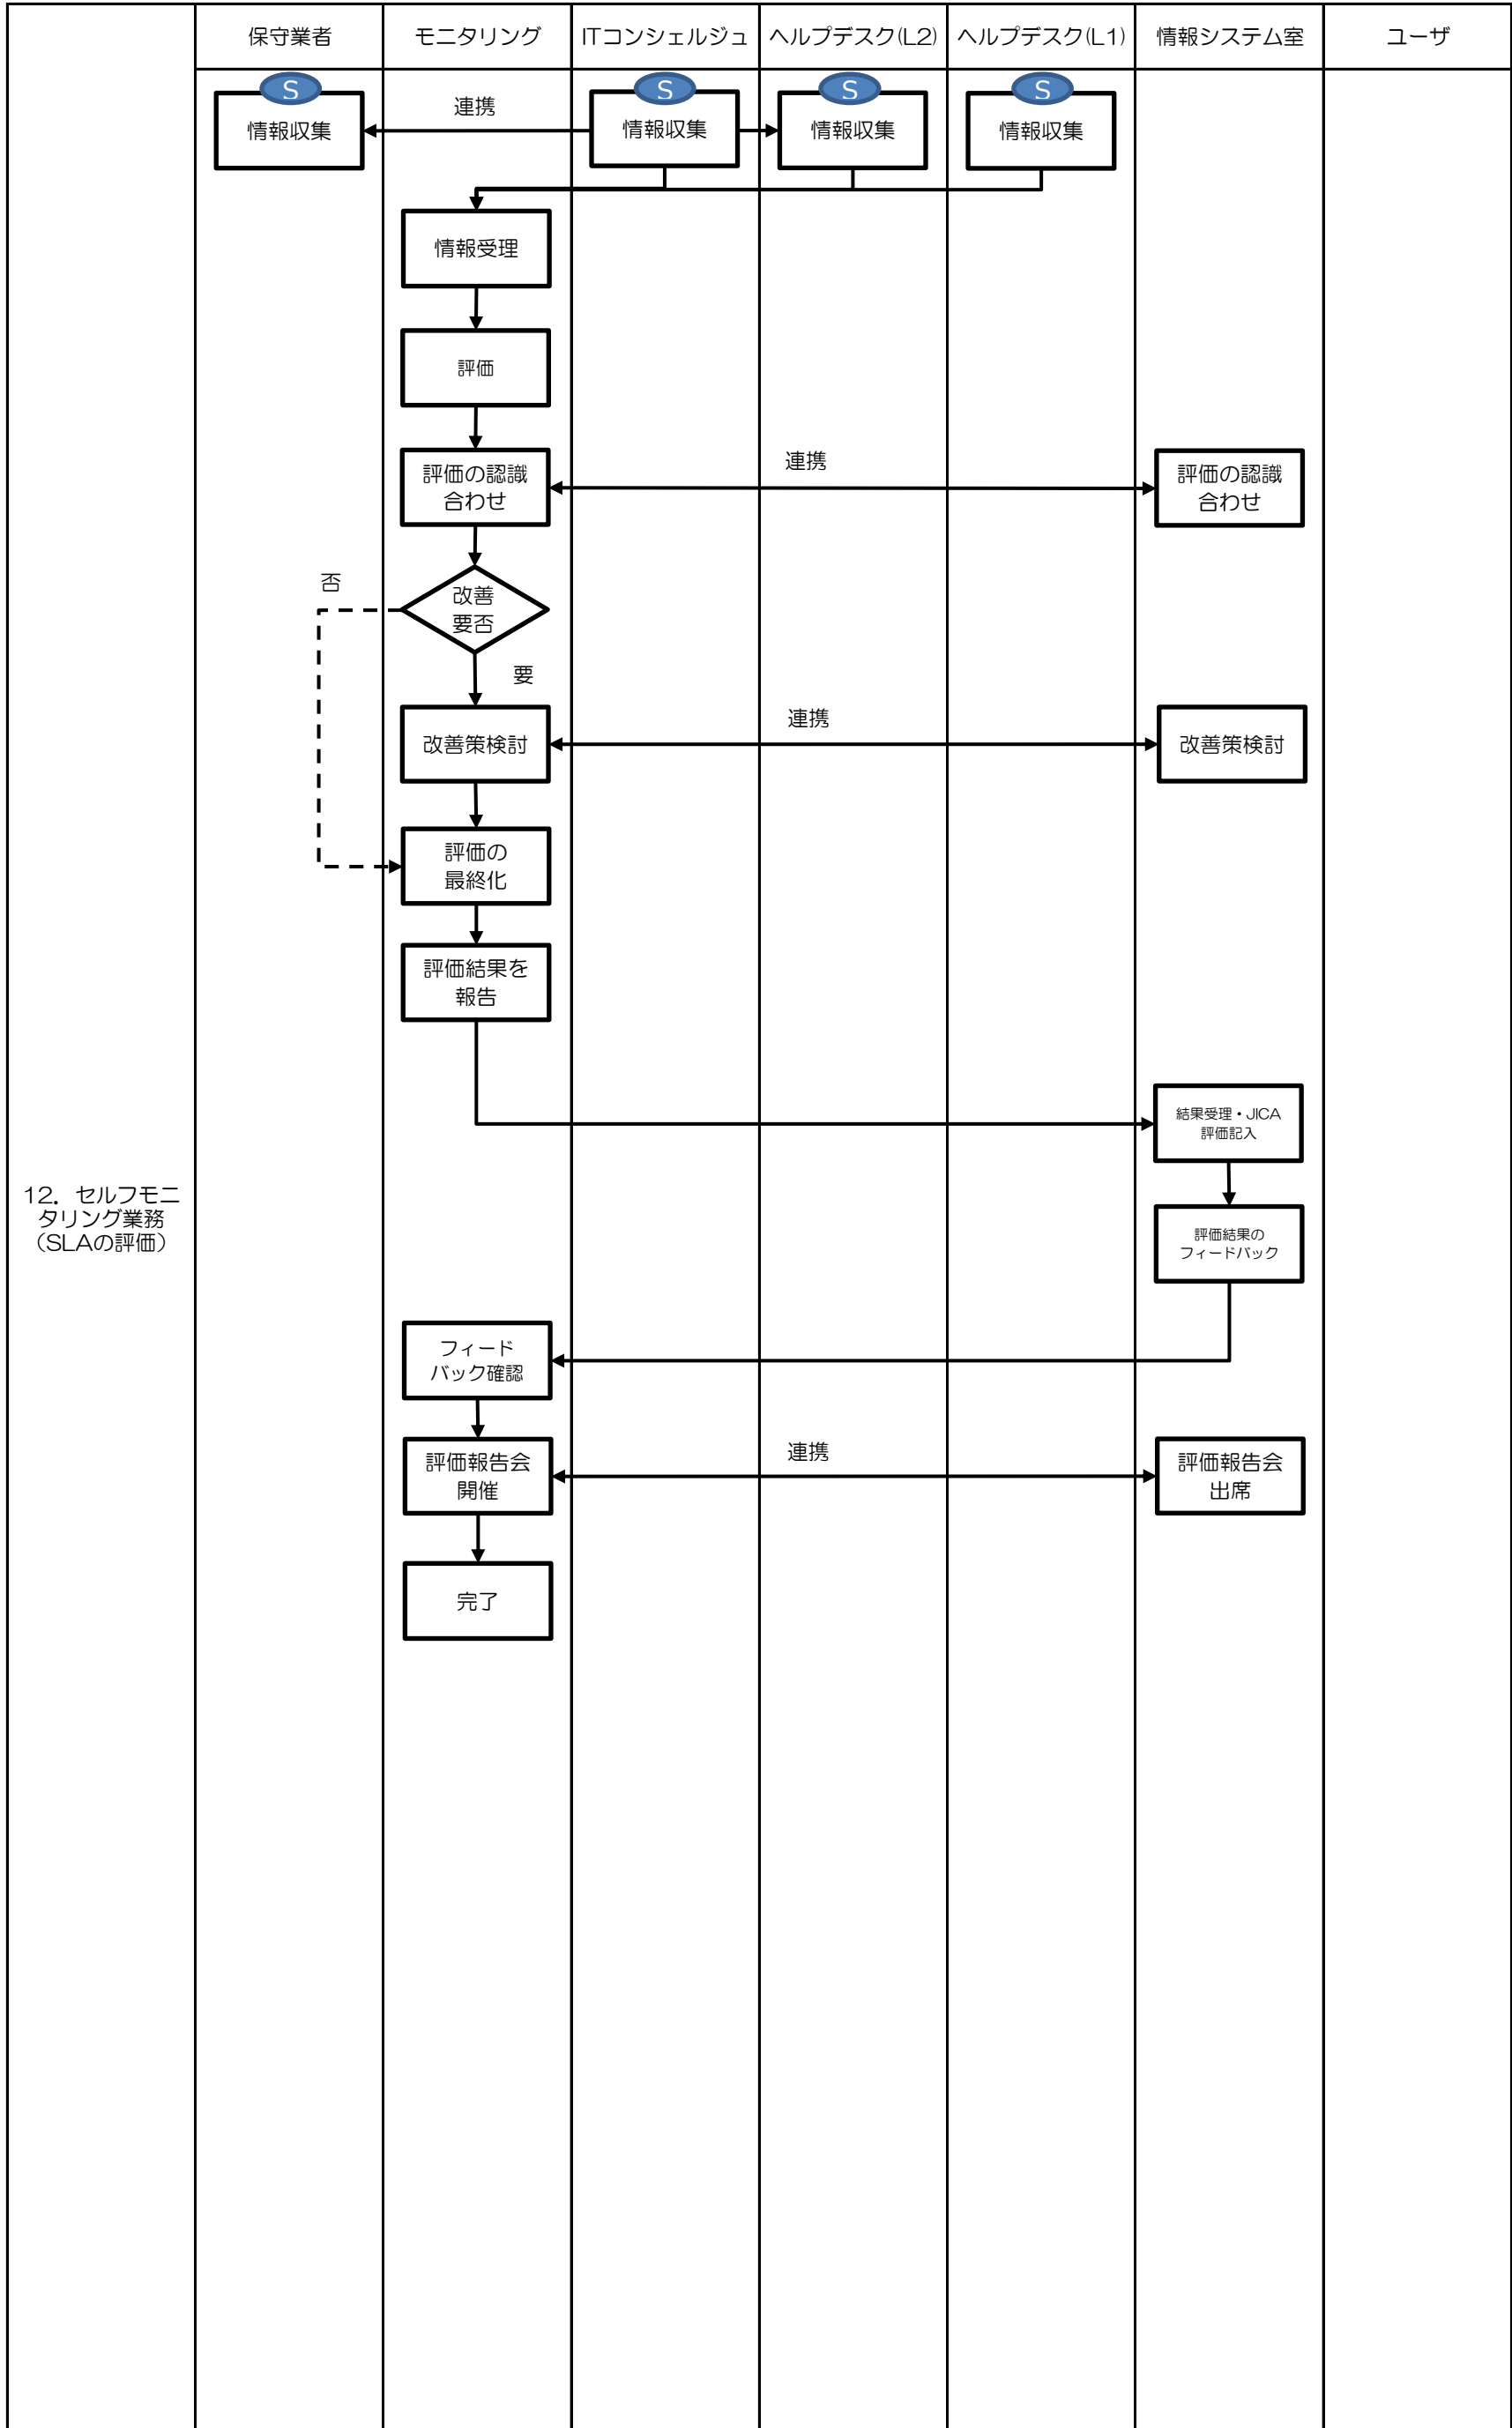 保守業者
モニタリング
ITコンシェルジュ
ヘルプデスク(L2)
ヘルプデスク(L1)
情報システム室
ユーザ
S
S
S
S
情報収集
連携
情報収集
情報収集
情報収集
情報受理
評価
評価の認識
合わせ
連携
評価の認識
合わせ
否
改善
要否
要
改善策検討
連携
改善策検討
評価の
最終化
評価結果を
報告
結果受理・JICA
評価記入
12．セルフモニ
タリング業務
（SLAの評価）
評価結果の
フィードバック
フィード
バック確認
評価報告会
開催
連携
評価報告会
出席
完了